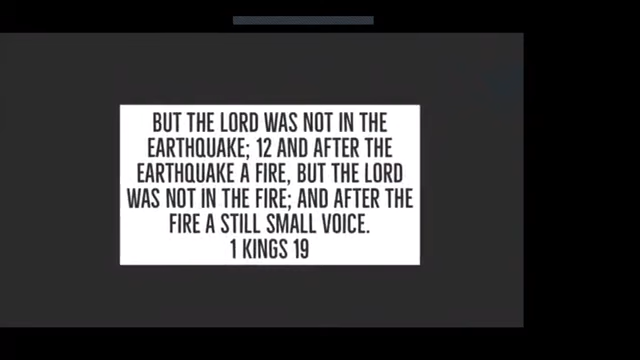 BUT THE LORD WAS NOT IN THE
EARTHQUAKE; 12 AND AFTER THE
EARTHQUAKE A FIRE, BUT THE LORD
WAS NOT IN THE FIRE; AND AFTER THE
FIRE A STILL SMALL VOICE.
1 KINGS 19